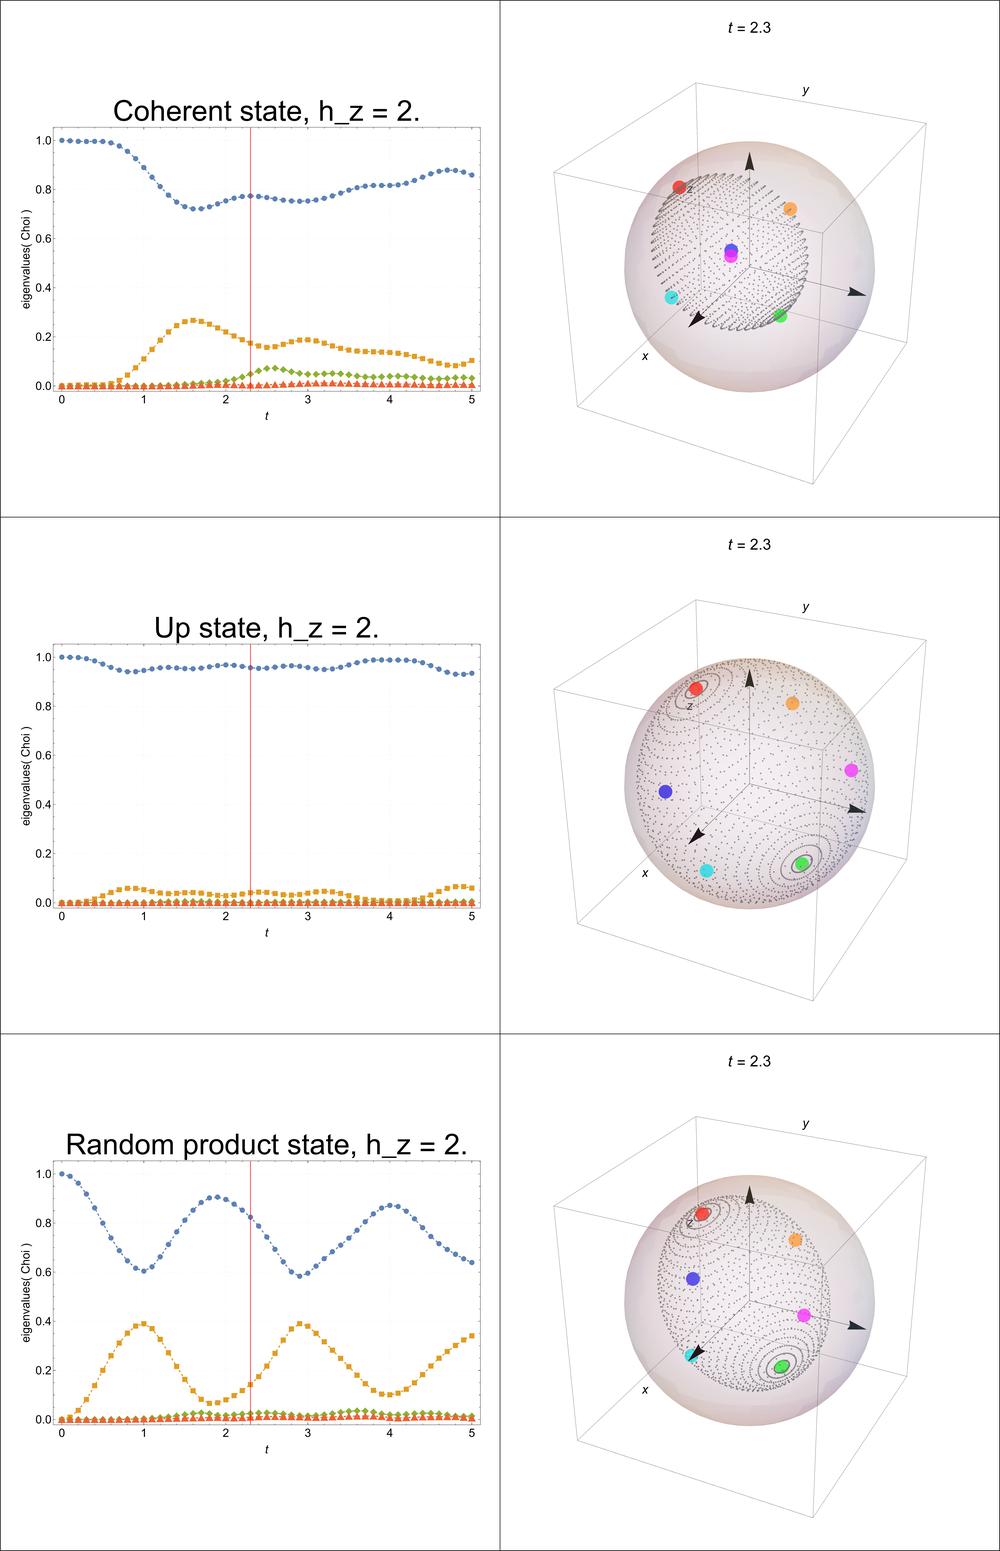 t = 2.3
Coherent state, h_z = 2.
eigenvalues( Choi )
1.0
0.8
0.6
0.4
0.2
0.0
0 1 2 3 4 5
t
y
z
x
t = 2.3
Up state, h_z = 2.
eigenvalues( Choi )
1.0
0.8
0.6
0.4
0.2
0.0
0 1 2 3 4 5
t
y
z
x
t = 2.3
Random product state, h_z = 2.
eigenvalues( Choi )
1.0
0.8
0.6
0.4
0.2
0.0
0 1 2 3 4 5
t
y
z
x